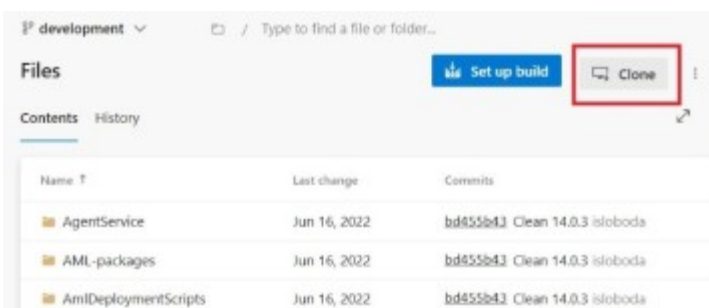 development / Type to find a file or folder...
Files Set up build Clone
Contents History
Name ↑ Last change Commits
AgentService Jun 16, 2022 bd455b43 Clean 14.0.3 isloboda
AML-packages Jun 16, 2022 bd455b43 Clean 14.0.3 isloboda
AmlDeploymentScripts Jun 16, 2022 bd455b43 Clean 14.0.3 isloboda